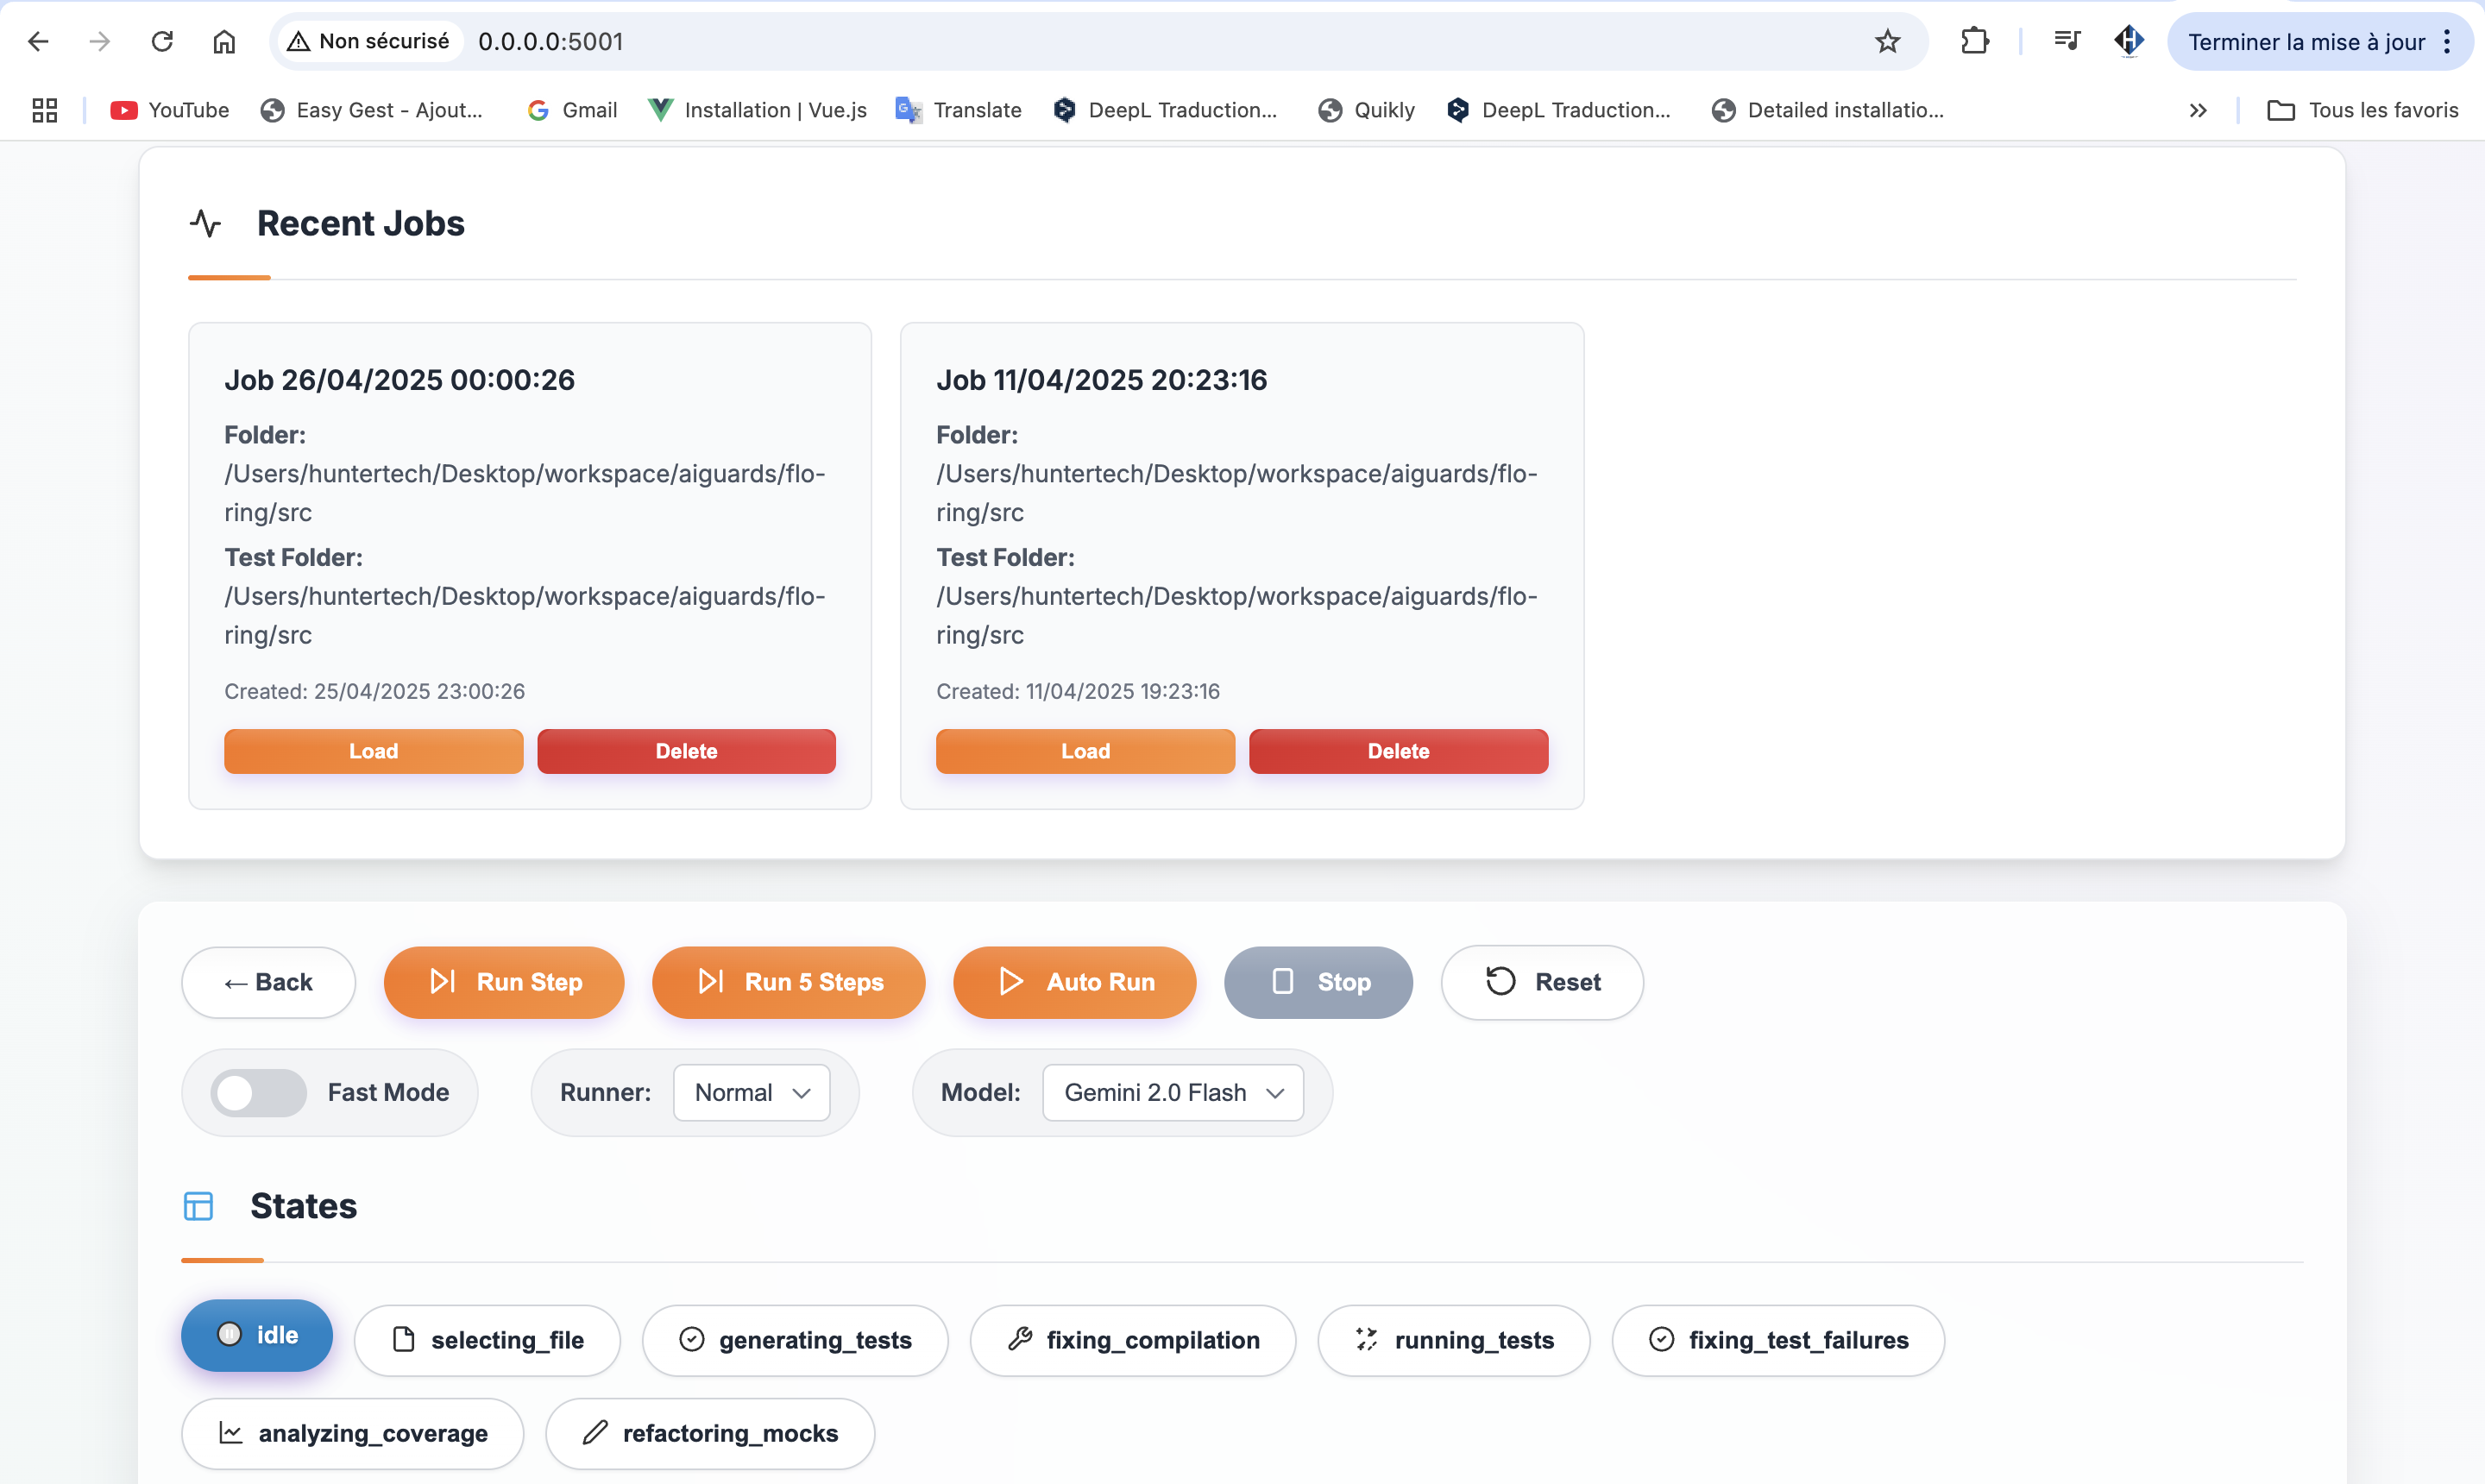 Non sécurisé 0.0.0.0:5001 Terminer la mise à jour
YouTube Easy Gest - Ajout... Gmail Installation | Vue.js Translate DeepL Traduction... Quikly DeepL Traduction... Detailed installatio... Tous les favoris
Recent Jobs
Job 26/04/2025 00:00:26
Folder:
/Users/huntertech/Desktop/workspace/aiguards/flo-
ring/src
Test Folder:
/Users/huntertech/Desktop/workspace/aiguards/flo-
ring/src
Created: 25/04/2025 23:00:26
Load Delete
Job 11/04/2025 20:23:16
Folder:
/Users/huntertech/Desktop/workspace/aiguards/flo-
ring/src
Test Folder:
/Users/huntertech/Desktop/workspace/aiguards/flo-
ring/src
Created: 11/04/2025 19:23:16
Load Delete
← Back Run Step Run 5 Steps Auto Run Stop Reset
Fast Mode Runner: Normal Model: Gemini 2.0 Flash
States
idle selecting_file generating_tests fixing_compilation running_tests fixing_test_failures
analyzing_coverage refactoring_mocks